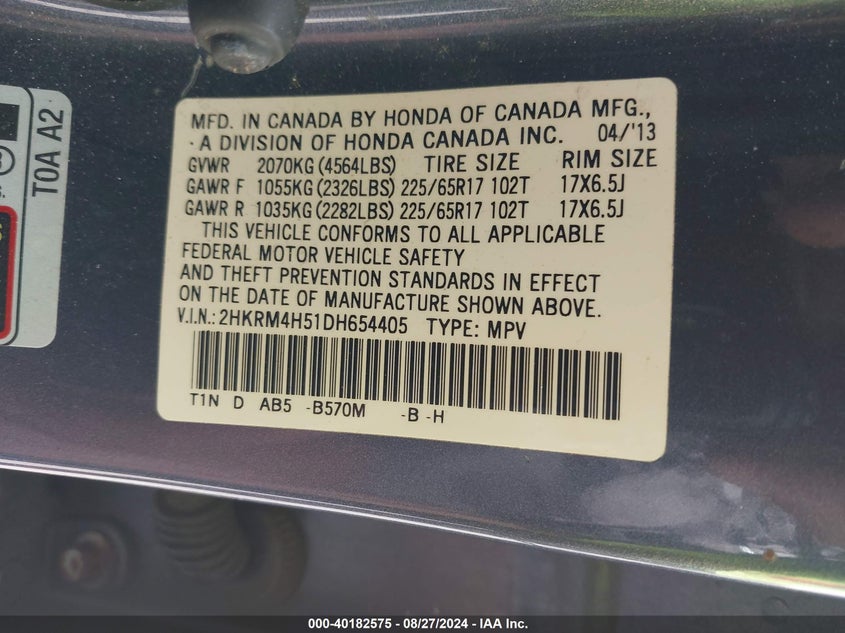 MFD. IN CANADA BY HONDA OF CANADA MFG.,
A DIVISION OF HONDA CANADA INC. 04/'13
GVWR 2070KG (4564LBS) TIRE SIZE RIM SIZE
GAWR F 1055KG (2326LBS) 225/65R17 102T 17X6.5J
GAWR R 1035KG (2282LBS) 225/65R17 102T 17X6.5J
THIS VEHICLE CONFORMS TO ALL APPLICABLE
FEDERAL MOTOR VEHICLE SAFETY
AND THEFT PREVENTION STANDARDS IN EFFECT
ON THE DATE OF MANUFACTURE SHOWN ABOVE.
V.I.N.: 2HKRM4H51DH654405 TYPE: MPV
T1N D AB5 -B570M -B -H
T0A A2
000-40182575 - 08/27/2024 - IAA Inc.